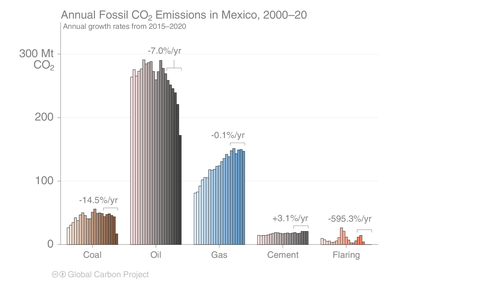 Annual Fossil CO₂ Emissions in Mexico, 2000–20
Annual growth rates from 2015–2020
300 Mt
CO₂
200
100
0
-14.5%/yr
-7.0%/yr
-0.1%/yr
+3.1%/yr
-595.3%/yr
Coal
Oil
Gas
Cement
Flaring
Global Carbon Project